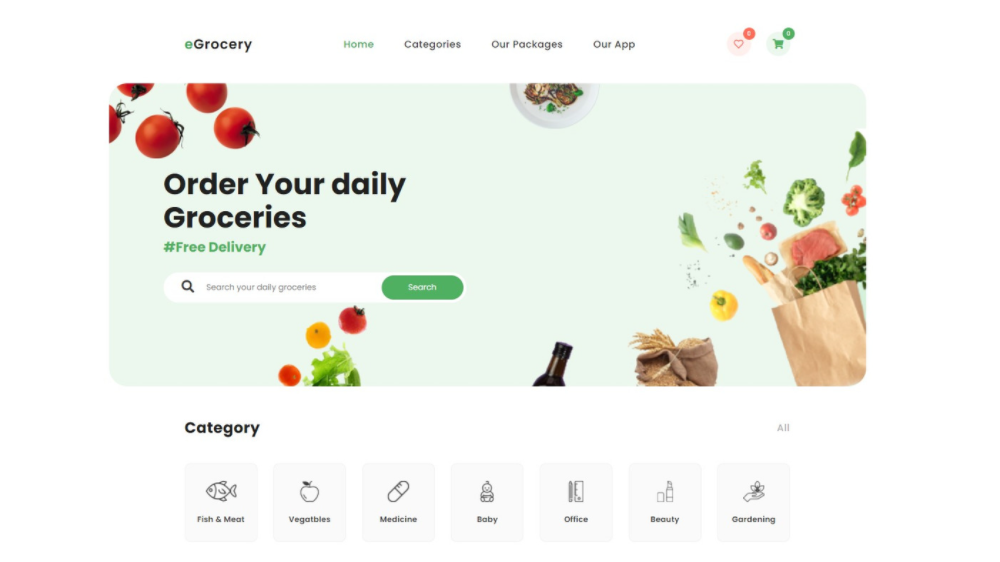 eGrocery
Home Categories Our Packages Our App
0 0
Order Your daily
Groceries
#Free Delivery
Search your daily groceries Search
Category All
Fish & Meat Vegatbles Medicine Baby Office Beauty Gardening